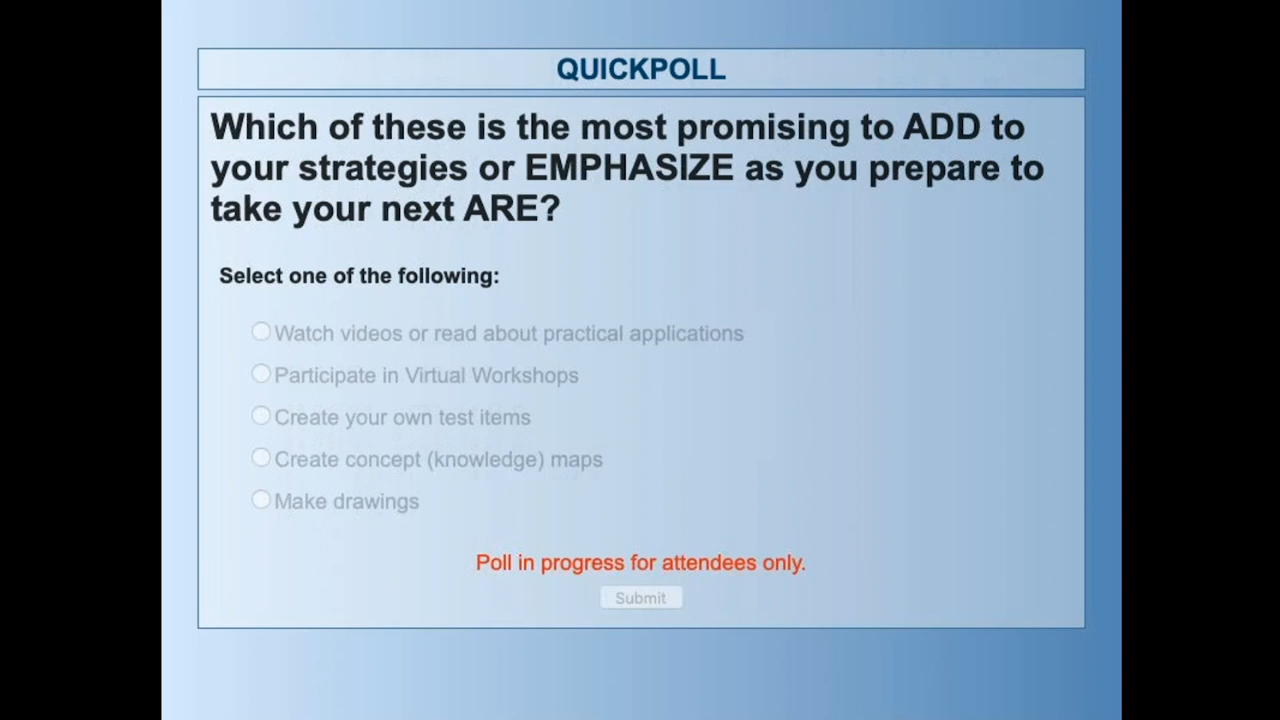 QUICKPOLL
Which of these is the most promising to ADD to
your strategies or EMPHASIZE as you prepare to
take your next ARE?
Select one of the following:
Watch videos or read about practical applications
Participate in Virtual Workshops
Create your own test items
Create concept (knowledge) maps
Make drawings
Poll in progress for attendees only.
Submit